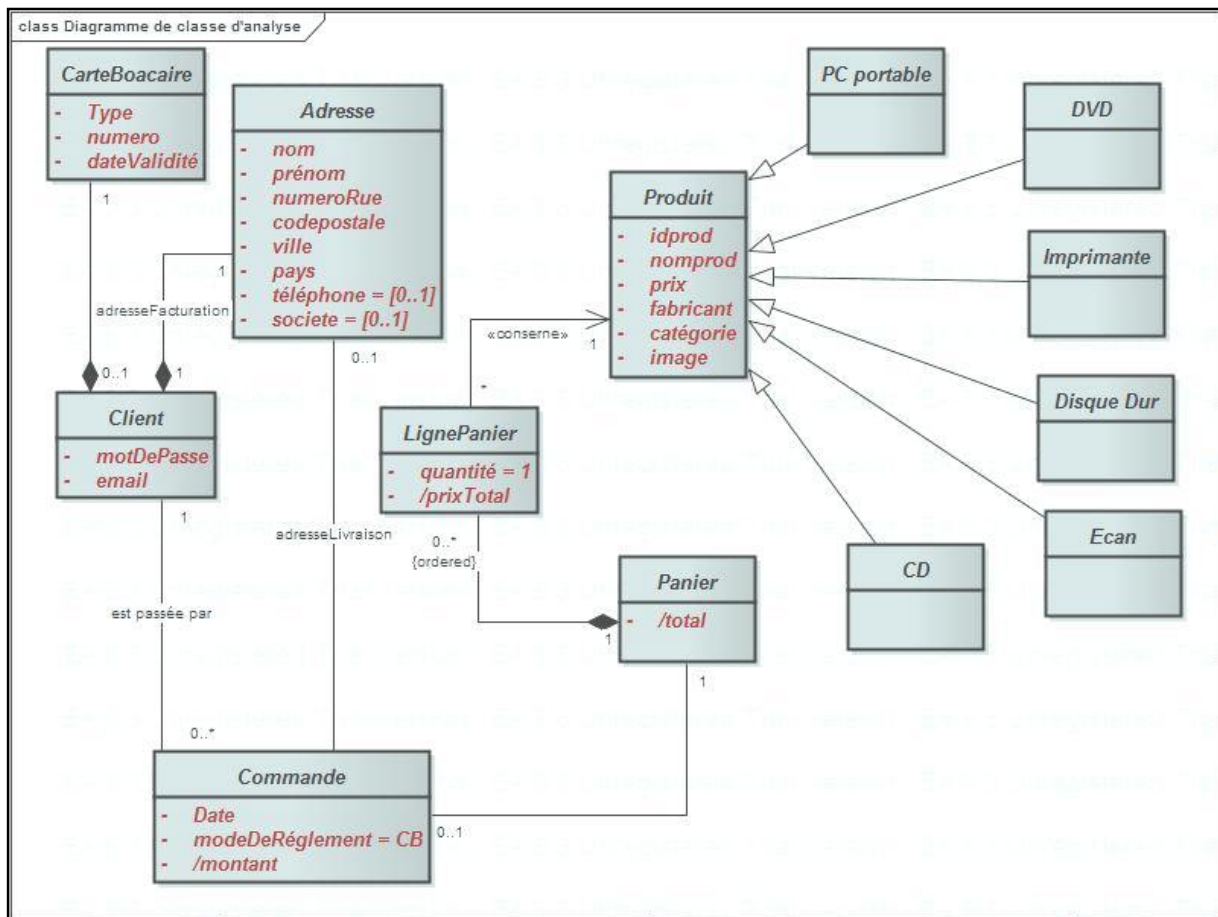 class Diagramme de classe d'analyse
CarteBoacaire
- Type
- numero
- dateValidité
1
Adresse
- nom
- prénom
- numeroRue
- codepostale
- ville
- pays
- téléphone = [0..1]
- societe = [0..1]
1
adresseFacturation
0..1
0..1
1
Client
- motDePasse
- email
1
est passée par
0..*
adresseLivraison
PC portable
DVD
Produit
- idprod
- nomprod
- prix
- fabricant
- catégorie
- image
Imprimante
Disque Dur
Ecan
CD
«conserne»
1
*
LignePanier
- quantité = 1
- /prixTotal
0..*
{ordered}
Panier
- /total
1
1
Commande
- Date
- modeDeRéglement = CB
- /montant
0..1